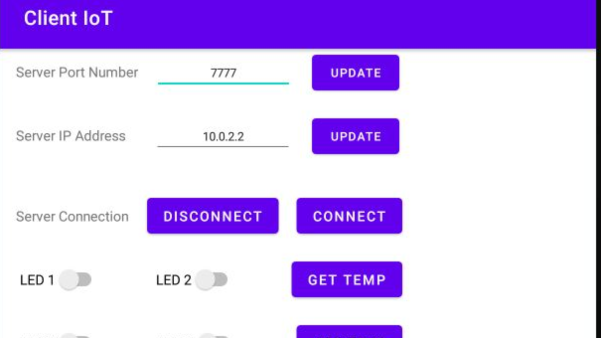 Client IoT
Server Port Number 7777 UPDATE
Server IP Address 10.0.2.2 UPDATE
Server Connection DISCONNECT CONNECT
LED 1 LED 2 GET TEMP